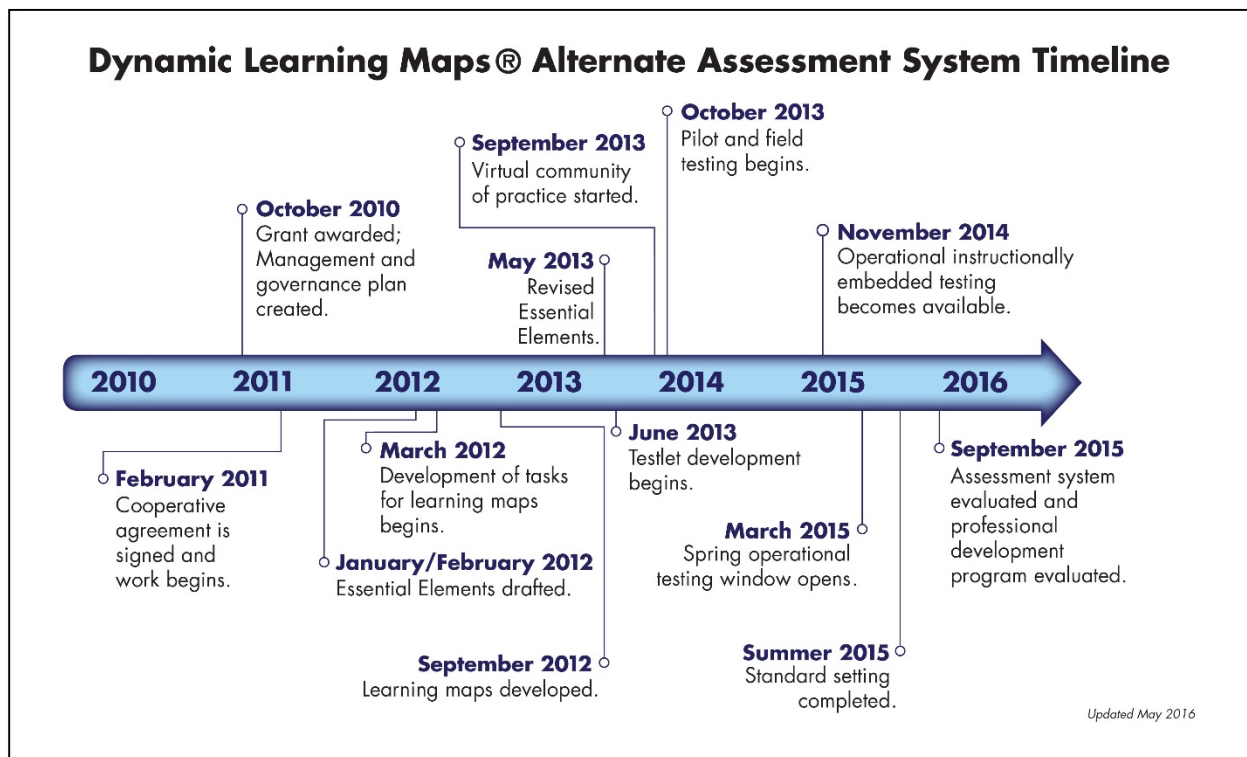 Dynamic Learning Maps® Alternate Assessment System Timeline
October 2010
Grant awarded;
Management and
governance plan
created.
September 2013
Virtual community
of practice started.
May 2013
Revised
Essential
Elements.
October 2013
Pilot and field
testing begins.
November 2014
Operational instructionally
embedded testing
becomes available.
2010 2011 2012 2013 2014 2015 2016
February 2011
Cooperative
agreement is
signed and
work begins.
January/February 2012
Essential Elements drafted.
March 2012
Development of tasks
for learning maps
begins.
September 2012
Learning maps developed.
June 2013
Testlet development
begins.
March 2015
Spring operational
testing window opens.
Summer 2015
Standard setting
completed.
September 2015
Assessment system
evaluated and
professional
development
program evaluated.
Updated May 2016